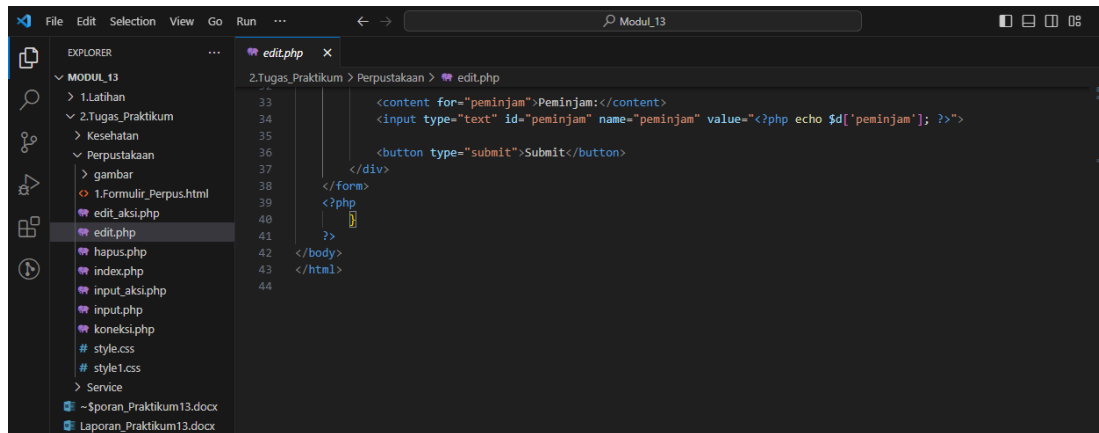 File Edit Selection View Go Run ··· ← → Modul_13
EXPLORER ···
MODUL_13
1.Latihan
2.Tugas_Praktikum
Kesehatan
Perpustakaan
gambar
<> 1.Formulir_Perpus.html
edit_aksi.php
edit.php
hapus.php
index.php
input_aksi.php
input.php
koneksi.php
# style.css
# style1.css
Service
~$poran_Praktikum13.docx
Laporan_Praktikum13.docx
edit.php ×
2.Tugas_Praktikum > Perpustakaan > edit.php
33 <content for="peminjam">Peminjam:</content>
34 <input type="text" id="peminjam" name="peminjam" value="<?php echo $d['peminjam']; ?>">
35
36 <button type="submit">Submit</button>
37 </div>
38 </form>
39 <?php
40 }
41 ?>
42 </body>
43 </html>
44